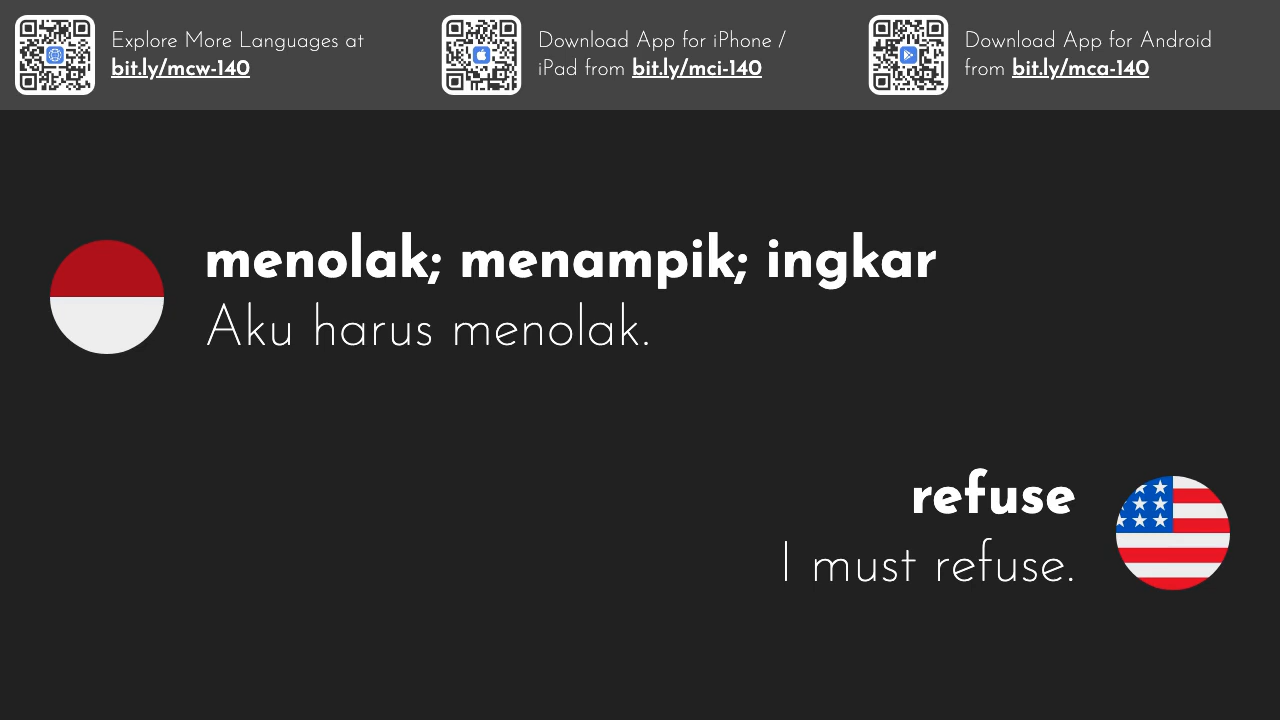 Explore More Languages at
bit.ly/mcw-140
Download App for iPhone /
iPad from bit.ly/mci-140
Download App for Android
from bit.ly/mca-140
menolak; menampik; ingkar
Aku harus menolak.
refuse
I must refuse.